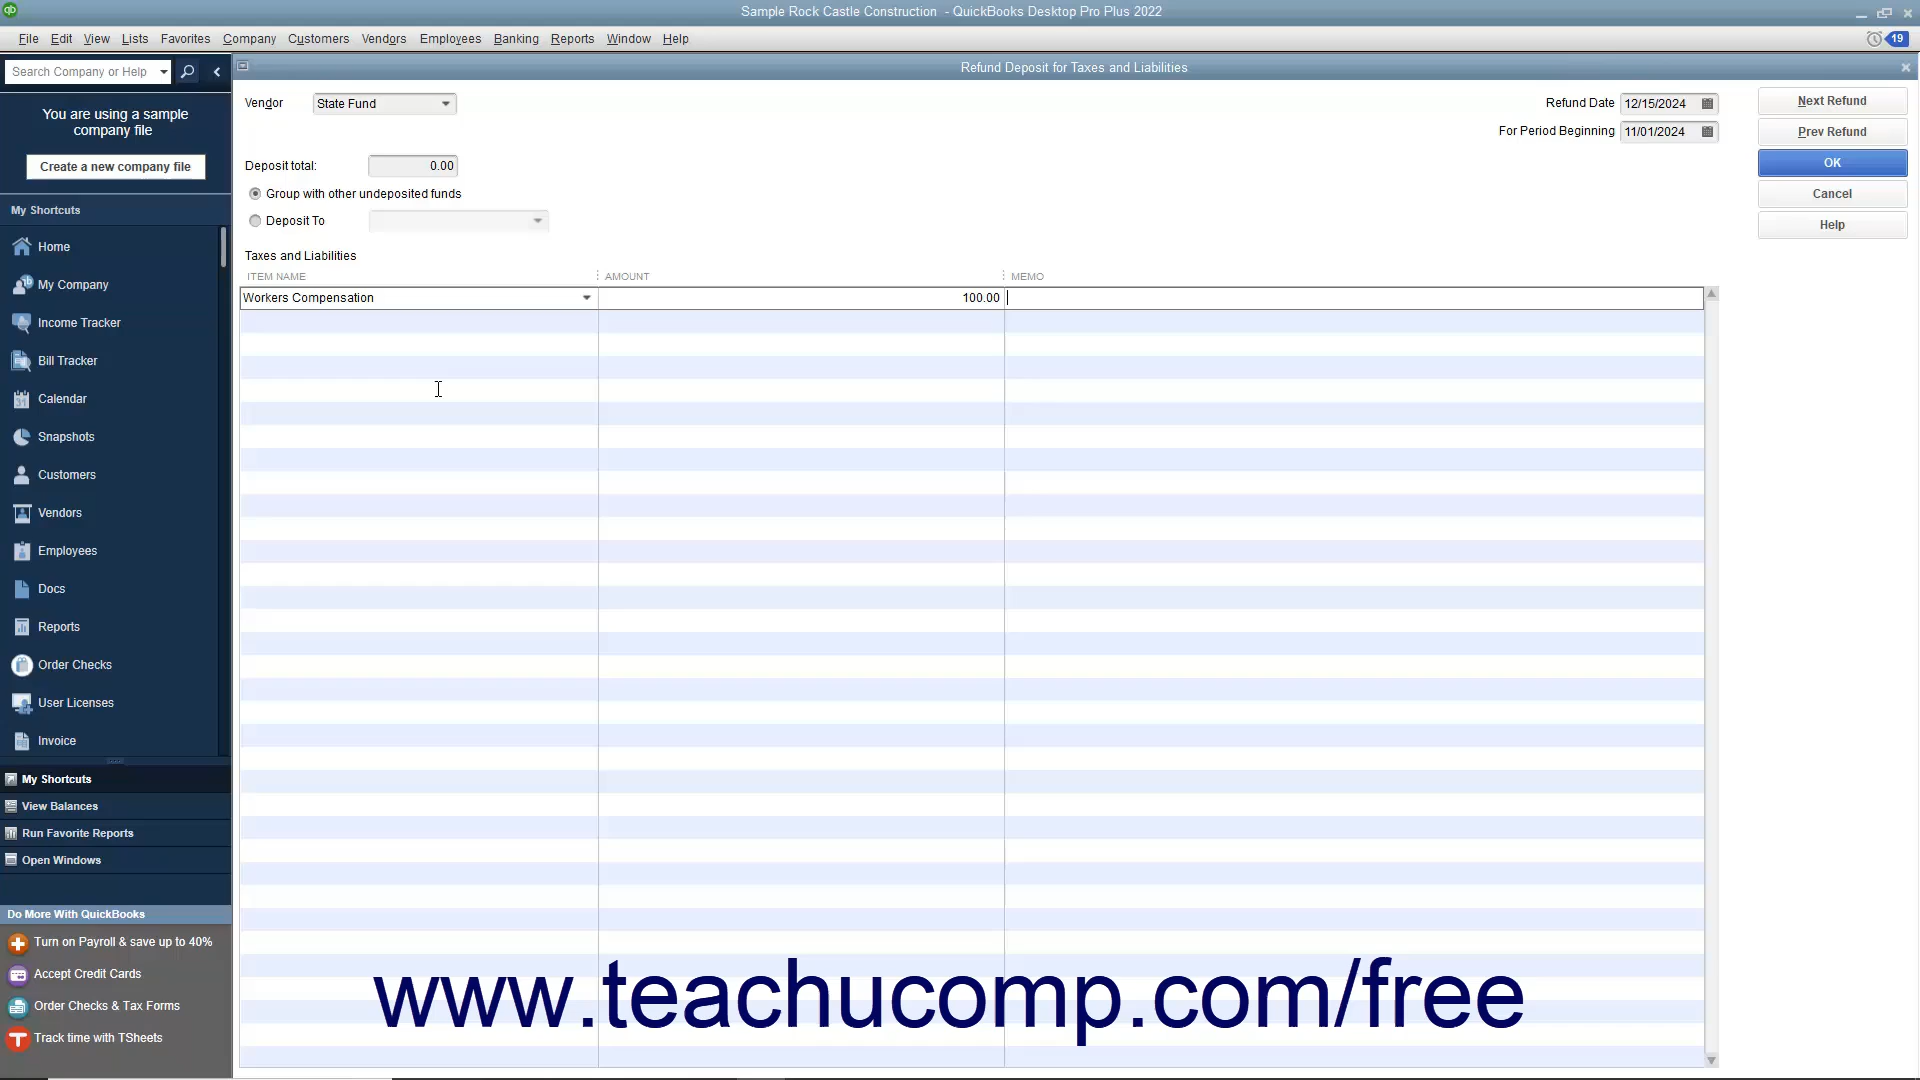 Sample Rock Castle Construction - QuickBooks Desktop Pro Plus 2022
File Edit View Lists Favorites Company Customers Vendors Employees Banking Reports Window Help
19
Search Company or Help
Refund Deposit for Taxes and Liabilities
You are using a sample
company file
Create a new company file
My Shortcuts
Home
My Company
Income Tracker
Bill Tracker
31 Calendar
Snapshots
Customers
Vendors
Employees
Docs
Reports
Order Checks
User Licenses
Invoice
My Shortcuts
View Balances
Run Favorite Reports
Open Windows
Do More With QuickBooks
Turn on Payroll & save up to 40%
Accept Credit Cards
Order Checks & Tax Forms
Track time with TSheets
Vendor State Fund
Refund Date 12/15/2024
For Period Beginning 11/01/2024
Deposit total: 0.00
Group with other undeposited funds
Deposit To
Taxes and Liabilities
ITEM NAME AMOUNT MEMO
Workers Compensation 100.00
Next Refund
Prev Refund
OK
Cancel
Help
www.teachucomp.com/free